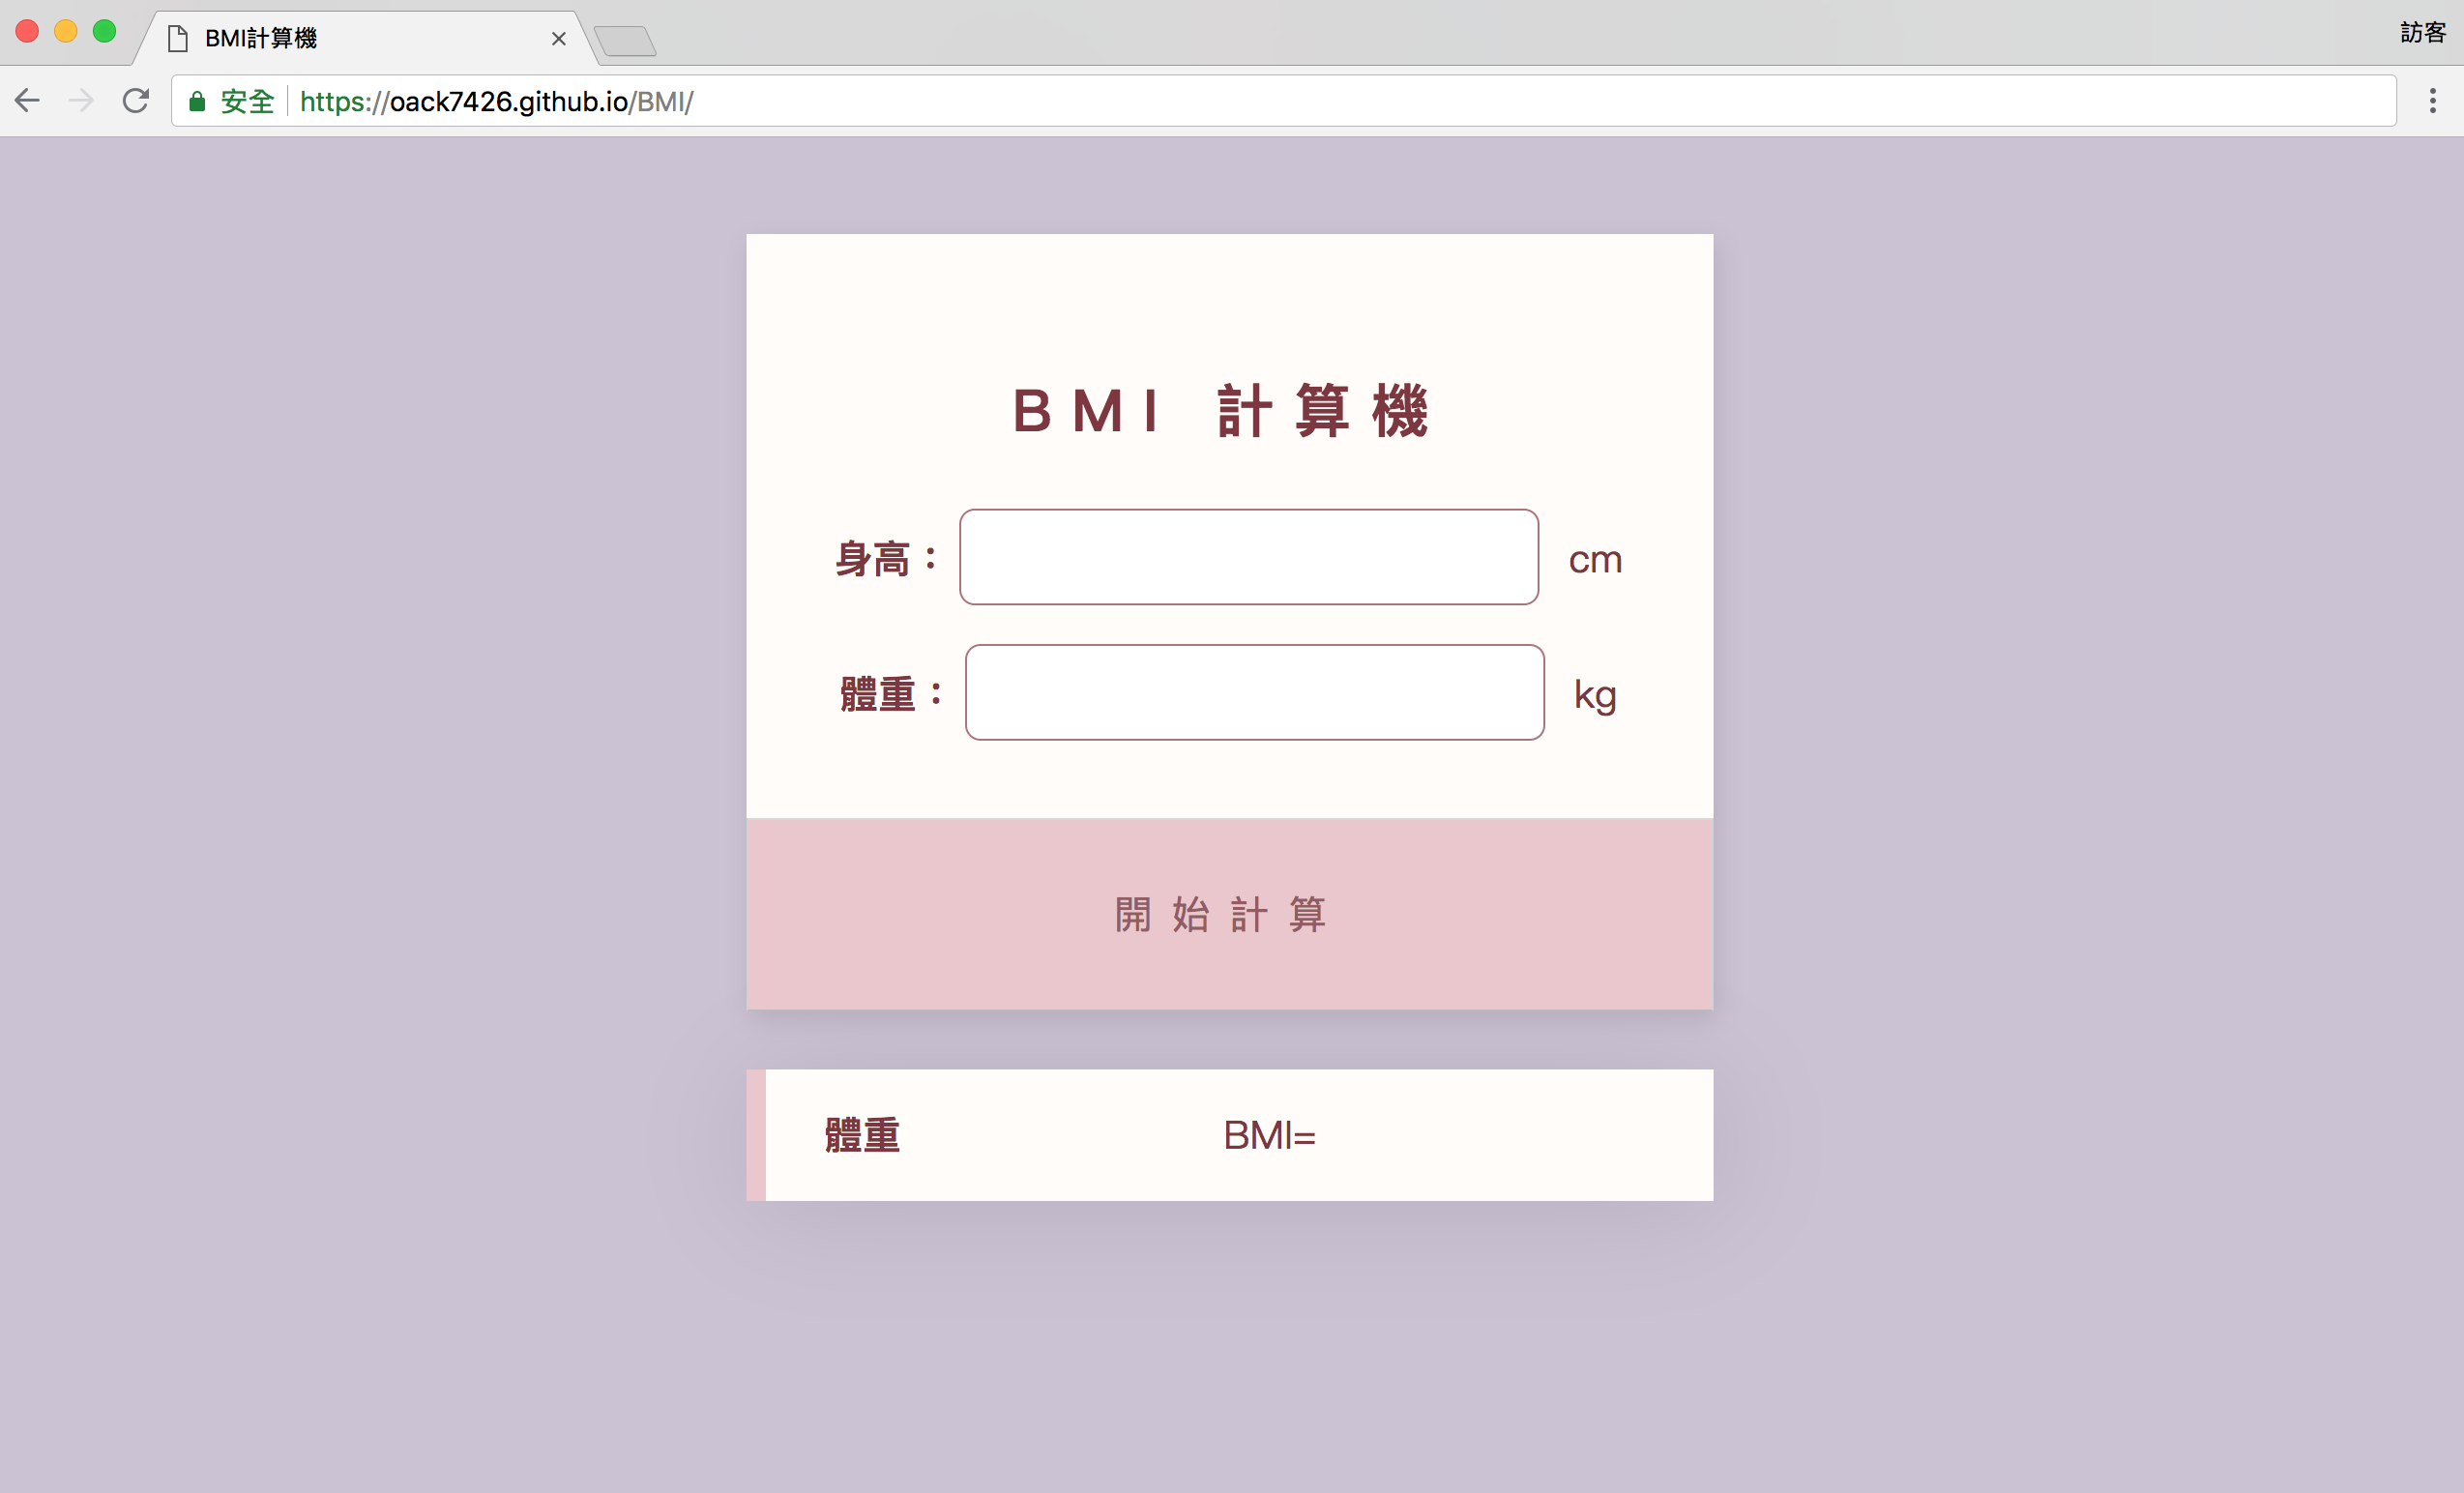 BMI計算機
訪客
安全 https://oack7426.github.io/BMI/
BMI 計算機
身高： cm
體重： kg
開始計算
體重 BMI=